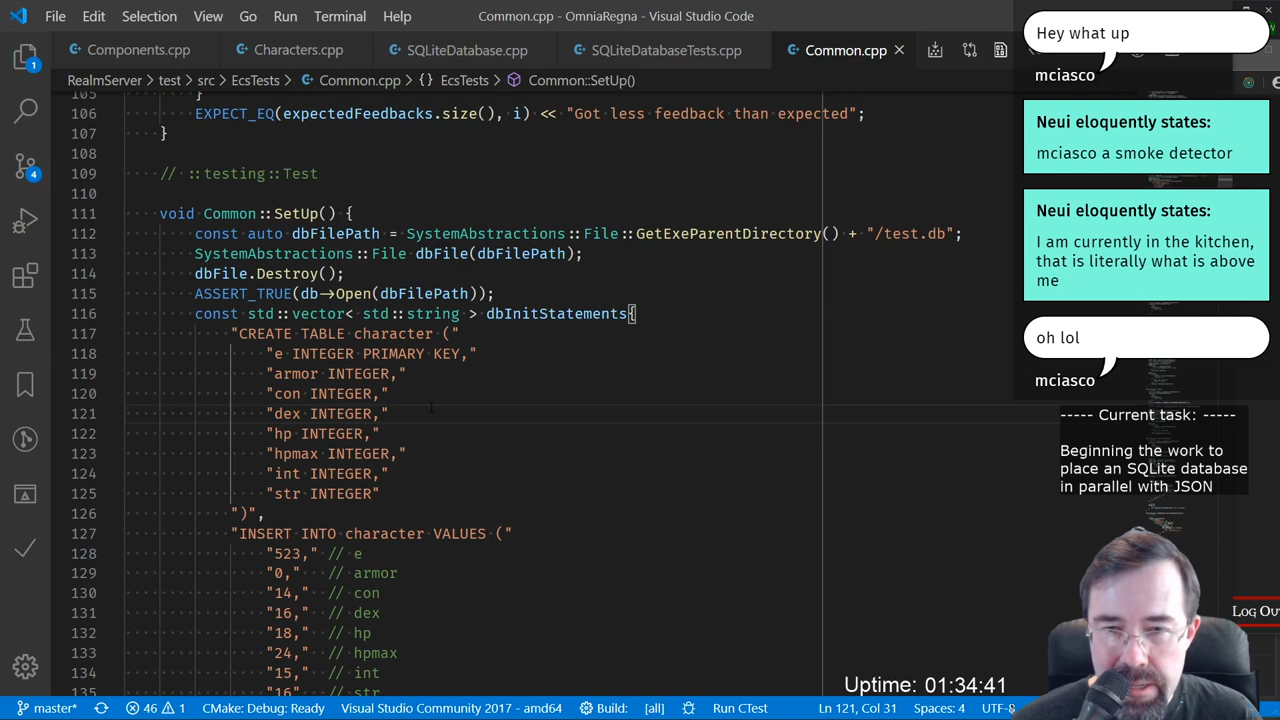 File Edit Selection View Go Run Terminal Help
Common.cpp - OmniaRegna - Visual Studio Code
Components.cpp Characters.cpp SQLiteDatabase.cpp SQLiteDatabaseTests.cpp Common.cpp
RealmServer > test > src > EcsTests > Common.cpp > {} EcsTests > Common::SetUp()
105 }
106 EXPECT_EQ(expectedFeedbacks.size(), i) << "Got less feedback than expected";
107 }
108
109 // ::testing::Test
110
111 void Common::SetUp() {
112 const auto dbFilePath = SystemAbstractions::File::GetExeParentDirectory() + "/test.db";
113 SystemAbstractions::File dbFile(dbFilePath);
114 dbFile.Destroy();
115 ASSERT_TRUE(db->Open(dbFilePath));
116 const std::vector< std::string > dbInitStatements{
117 "CREATE TABLE character ("
118 "e INTEGER PRIMARY KEY,"
119 "armor INTEGER,"
120 "con INTEGER,"
121 "dex INTEGER,"
122 "hp INTEGER,"
123 "hpmax INTEGER,"
124 "int INTEGER,"
125 "str INTEGER"
126 ")",
127 "INSERT INTO character VALUES ("
128 "523," // e
129 "0," // armor
130 "14," // con
131 "16," // dex
132 "18," // hp
133 "24," // hpmax
134 "15," // int
135 "16" // str
1
4
Hey what up
mciasco
Neui eloquently states:
mciasco a smoke detector
Neui eloquently states:
I am currently in the kitchen,
that is literally what is above
me
oh lol
mciasco
----- Current task: -----
Beginning the work to
place an SQLite database
in parallel with JSON
Uptime: 01:34:41
master* 46 1 CMake: Debug: Ready Visual Studio Community 2017 - amd64 Build: [all] Run CTest Ln 121, Col 31 Spaces: 4 UTF-8